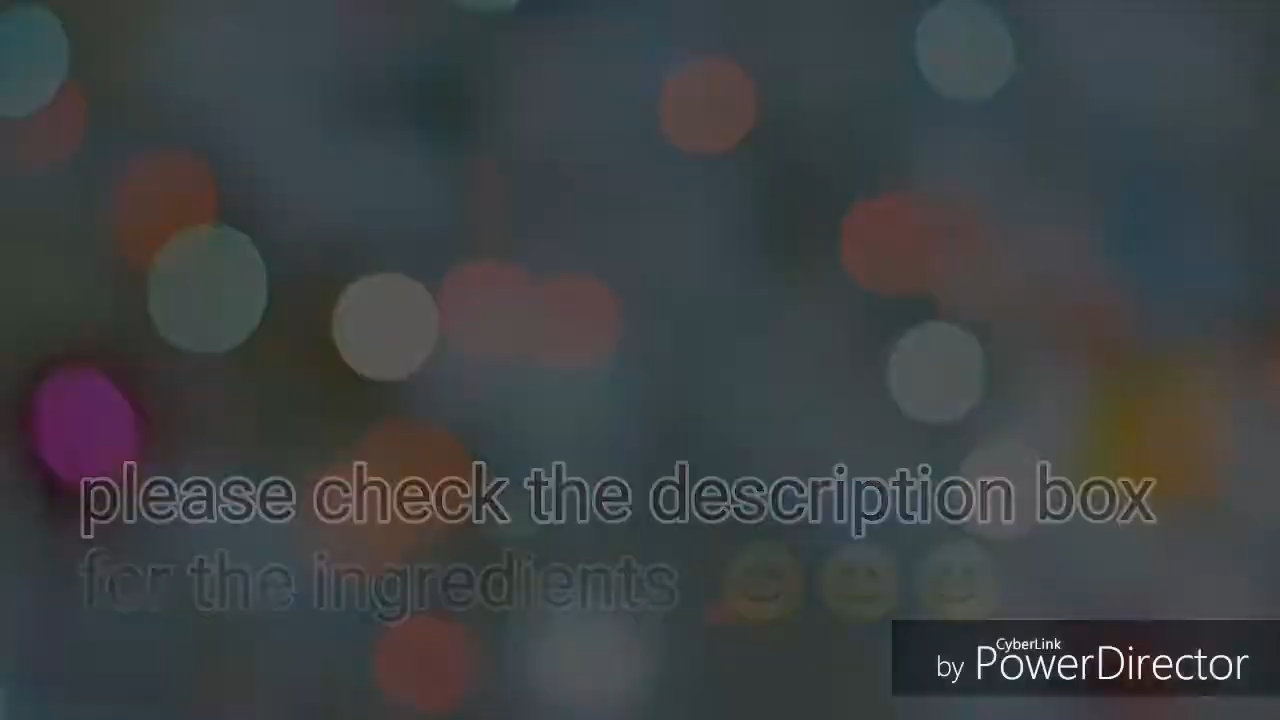 please check the description box
for the ingredients 😊😊😊
CyberLink
by PowerDirector